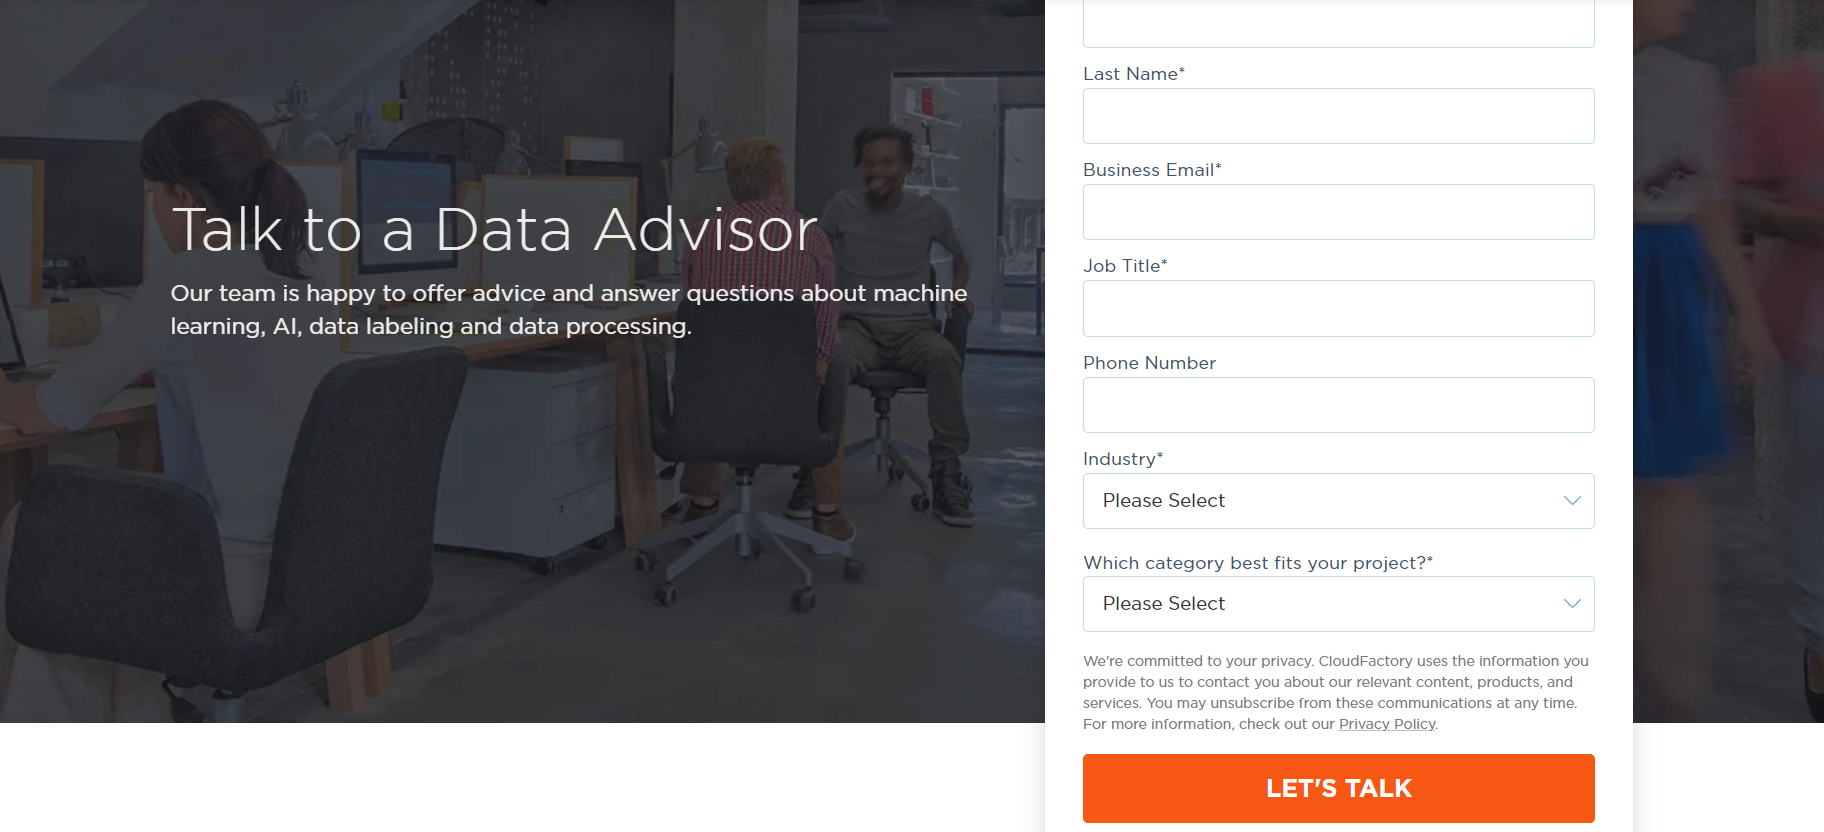 Talk to a Data Advisor
Our team is happy to offer advice and answer questions about machine
learning, AI, data labeling and data processing.
Last Name*
Business Email*
Job Title*
Phone Number
Industry*
Please Select
Which category best fits your project?*
Please Select
We're committed to your privacy. CloudFactory uses the information you
provide to us to contact you about our relevant content, products, and
services. You may unsubscribe from these communications at any time.
For more information, check out our Privacy Policy.
LET'S TALK